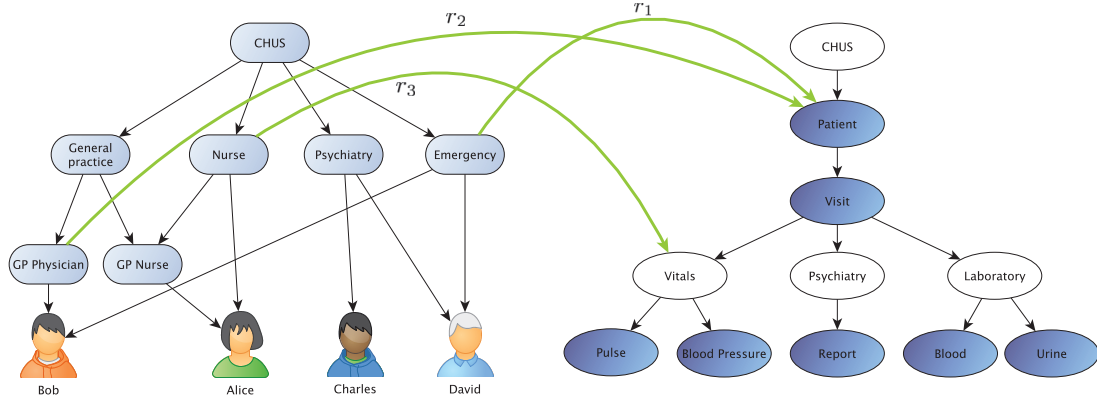 r1
r2
CHUS
CHUS
r3
Patient
General
practice
Nurse
Psychiatry
Emergency
Visit
GP Physician
GP Nurse
Vitals
Psychiatry
Laboratory
Pulse
Blood Pressure
Report
Blood
Urine
Bob
Alice
Charles
David